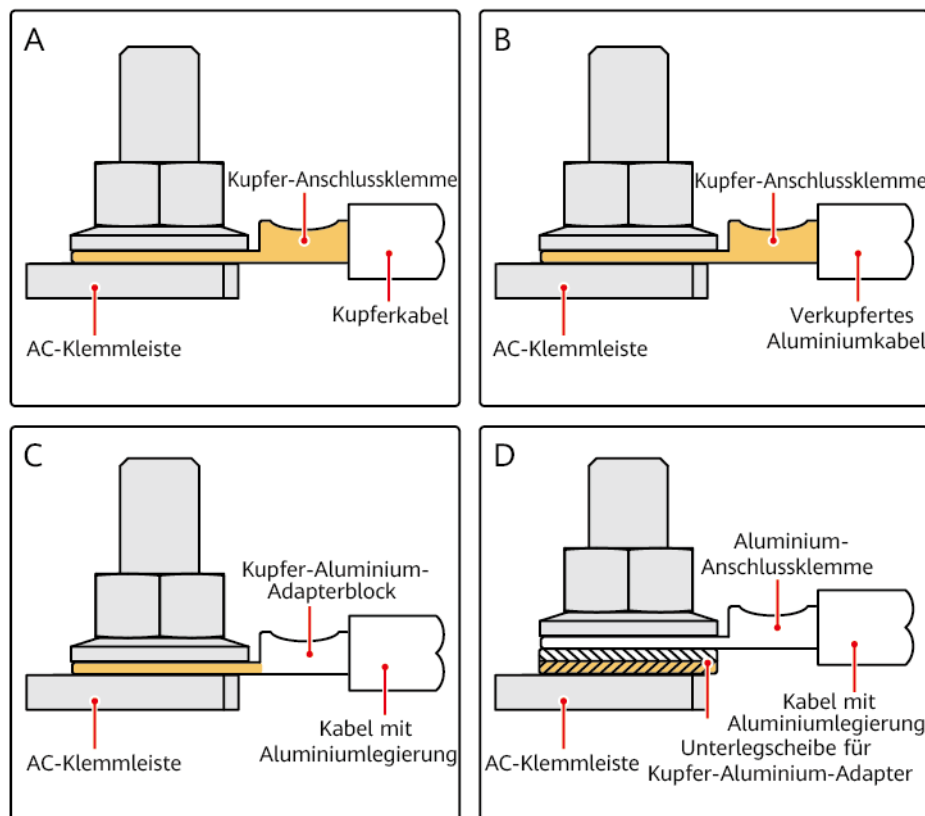 A
Kupfer-Anschlussklemme
Kupferkabel
AC-Klemmleiste
B
Kupfer-Anschlussklemme
Verkupfertes
Aluminiumkabel
AC-Klemmleiste
C
Kupfer-Aluminium-
Adapterblock
Kabel mit
Aluminiumlegierung
AC-Klemmleiste
D
Aluminium-
Anschlussklemme
Kabel mit
Aluminiumlegierung
Unterlegscheibe für
Kupfer-Aluminium-Adapter
AC-Klemmleiste